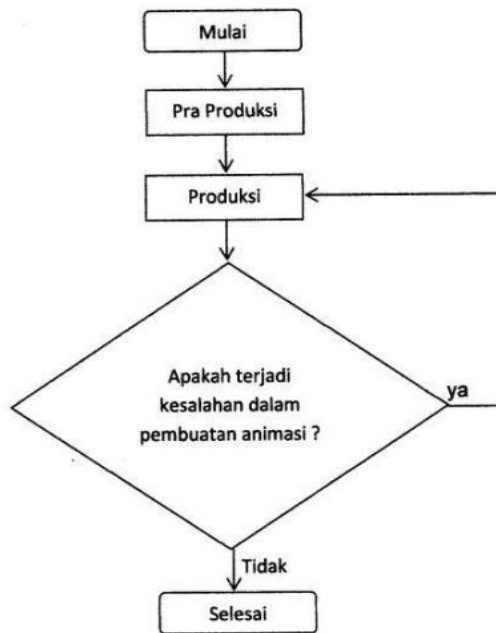 Mulai
Pra Produksi
Produksi
Apakah terjadi
kesalahan dalam
pembuatan animasi ?
ya
Tidak
Selesai